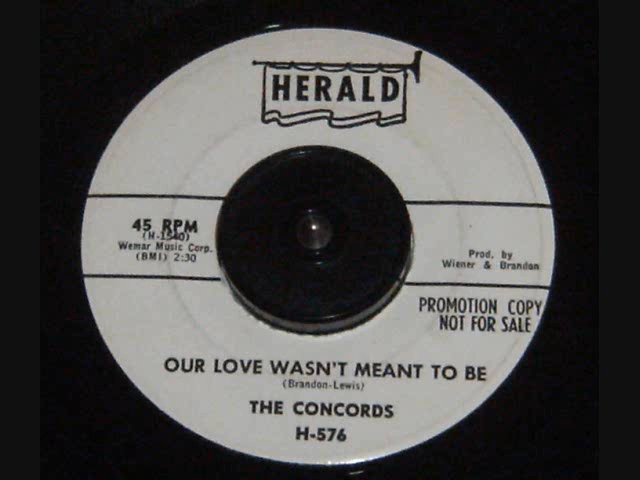 HERALD
45 RPM
(H-1540)
Wemar Music Corp.
(BMI) 2:30
Prod. by
Wiener & Brandon
PROMOTION COPY
NOT FOR SALE
OUR LOVE WASN'T MEANT TO BE
(Brandon-Lewis)
THE CONCORDS
H-576